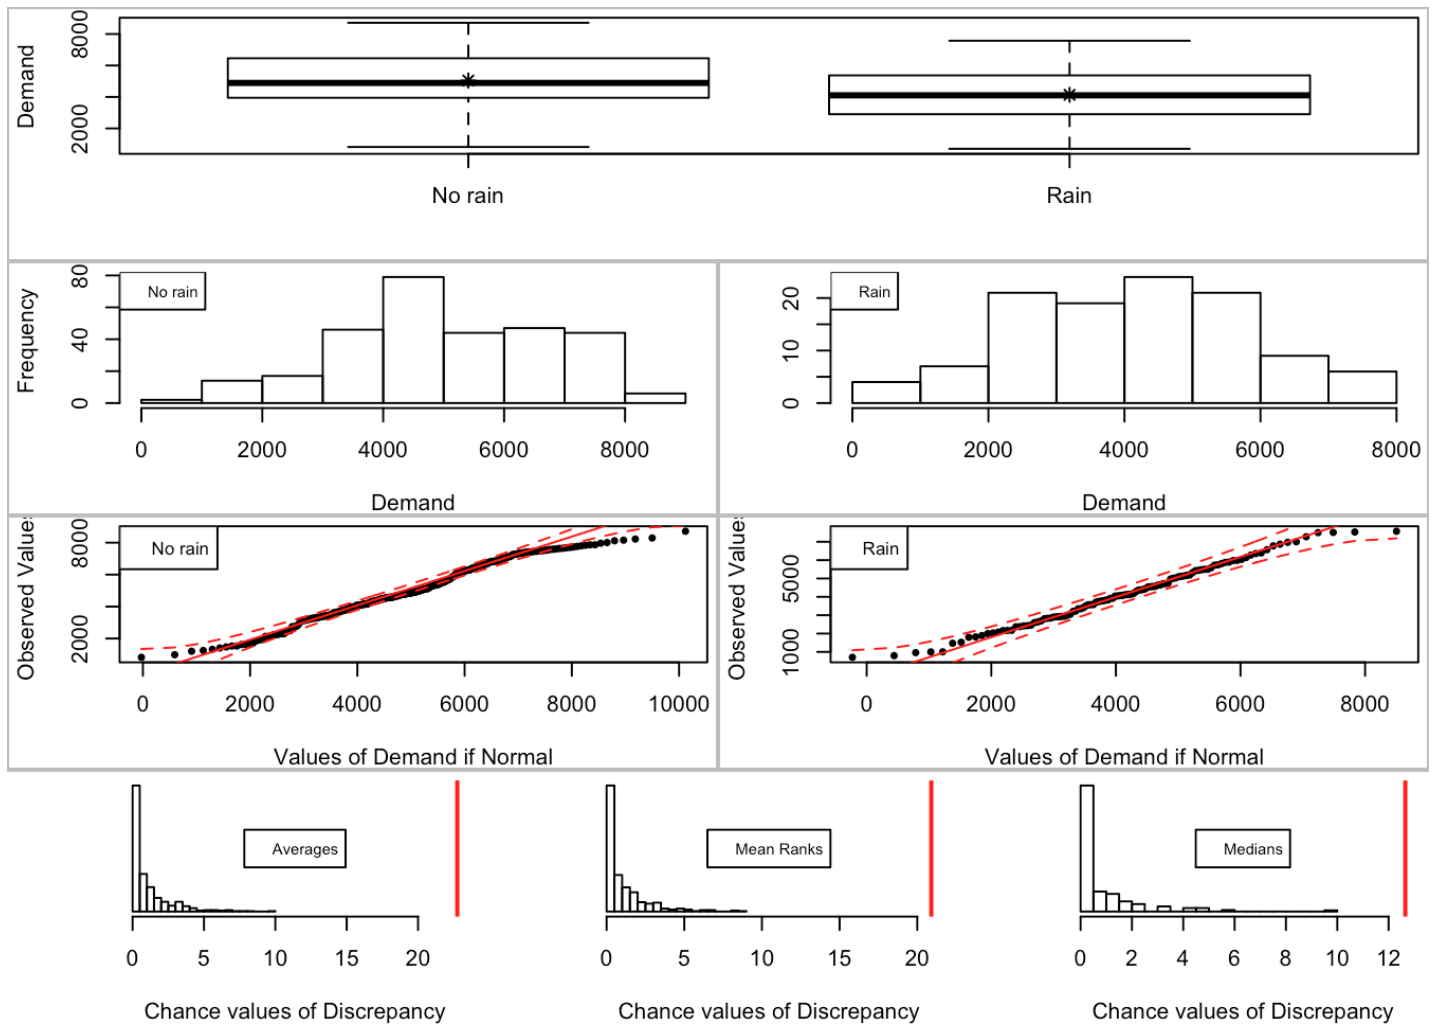 Demand
8000
2000
No rain
Rain
Frequency
80
40
0
No rain
0 2000 4000 6000 8000
Demand
20
10
0
Rain
0 2000 4000 6000 8000
Demand
Observed Values
8000
2000
No rain
0 2000 4000 6000 8000 10000
Values of Demand if Normal
Observed Values
5000
1000
Rain
0 2000 4000 6000 8000
Values of Demand if Normal
Averages
0 5 10 15 20
Chance values of Discrepancy
Mean Ranks
0 5 10 15 20
Chance values of Discrepancy
Medians
0 2 4 6 8 10 12
Chance values of Discrepancy